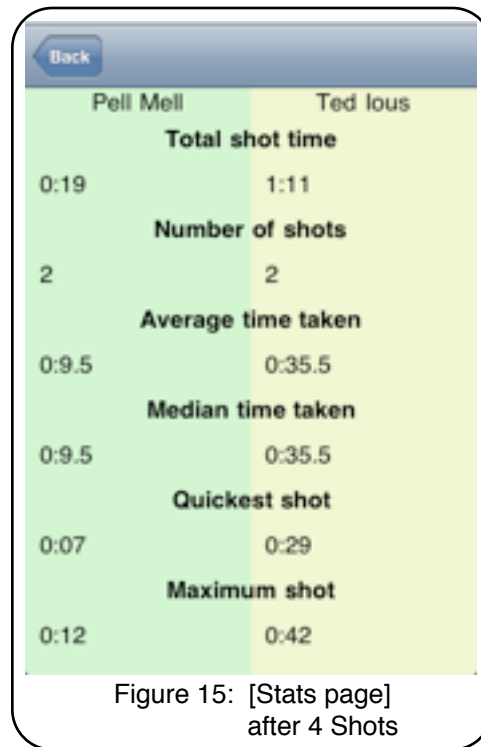 Back
Pell Mell Ted Ious
Total shot time
0:19 1:11
Number of shots
2 2
Average time taken
0:9.5 0:35.5
Median time taken
0:9.5 0:35.5
Quickest shot
0:07 0:29
Maximum shot
0:12 0:42
Figure 15: [Stats page]
after 4 Shots